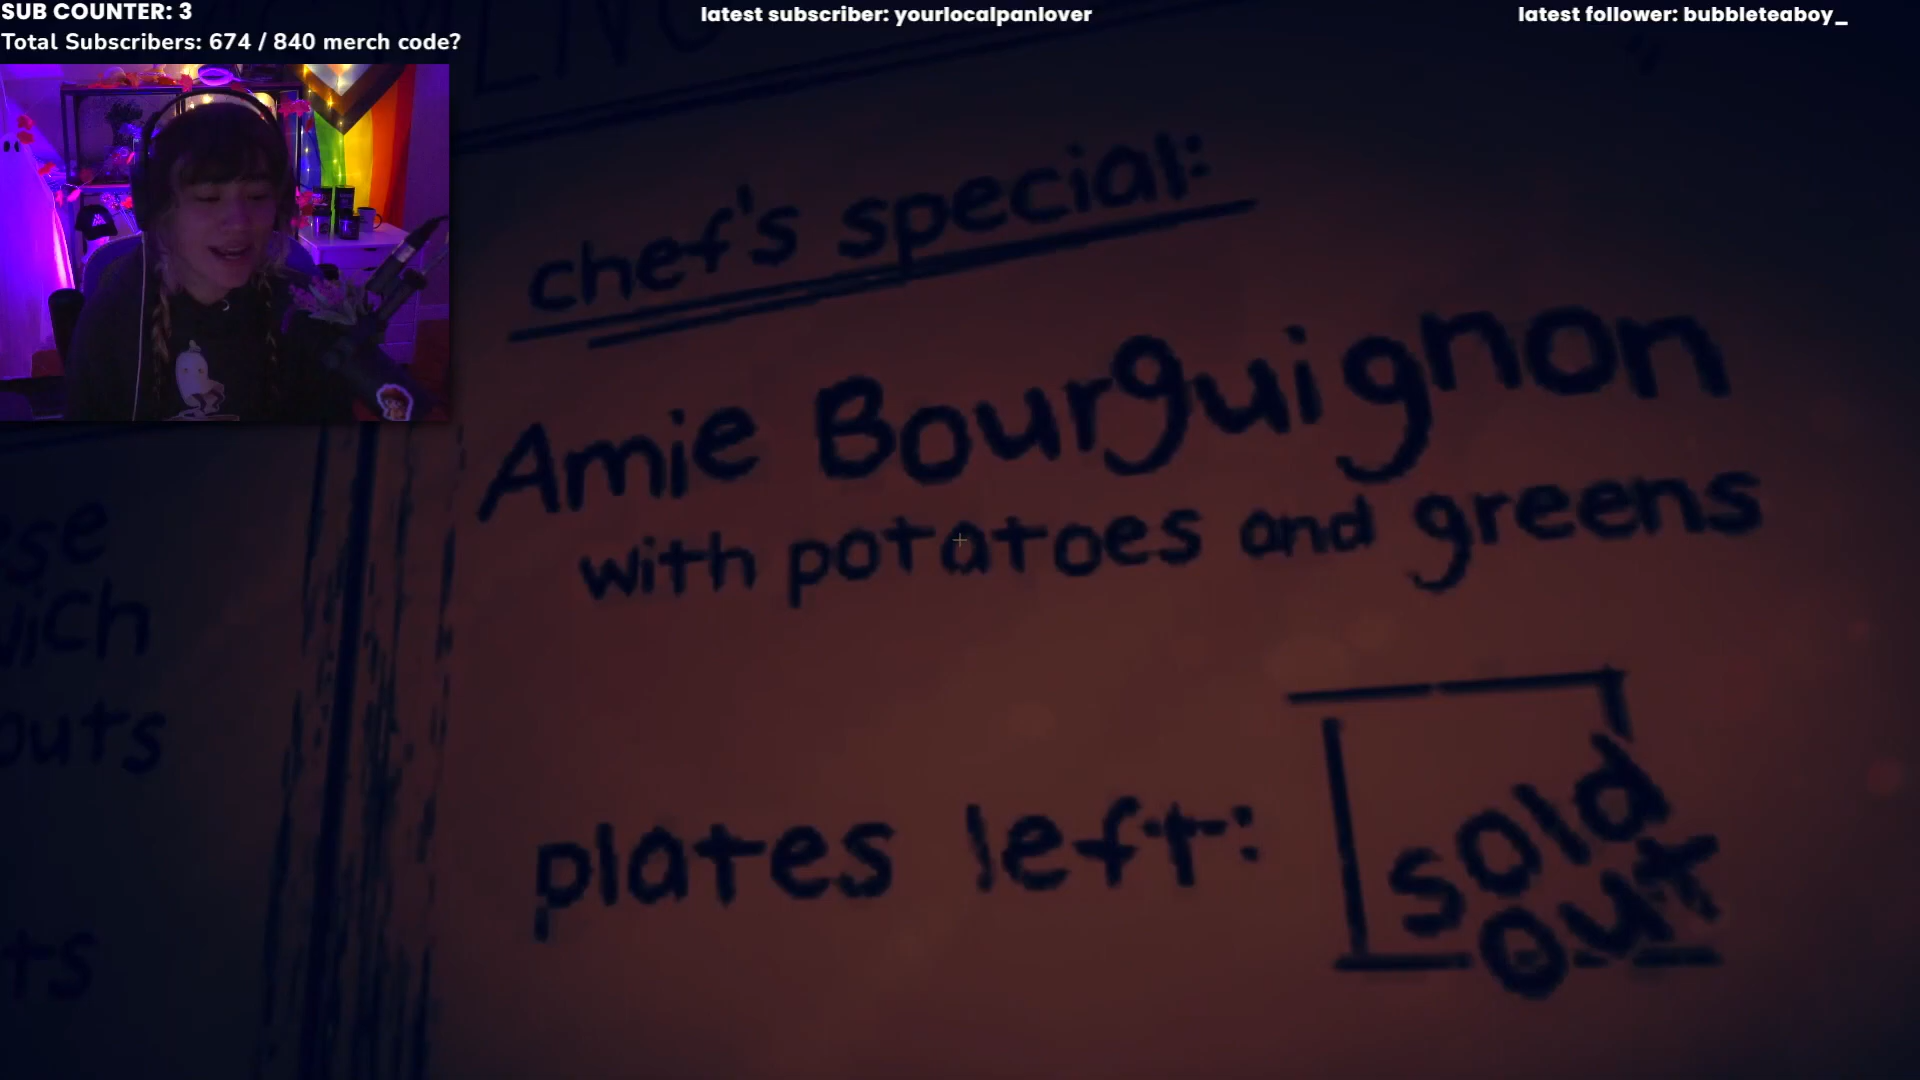 SUB COUNTER: 3
latest subscriber: yourlocalpanlover
latest follower: bubbleteaboy_
Total Subscribers: 674 / 840 merch code?
chef's special:
Amie Bourguignon
with potatoes and greens
plates left:
sold
out